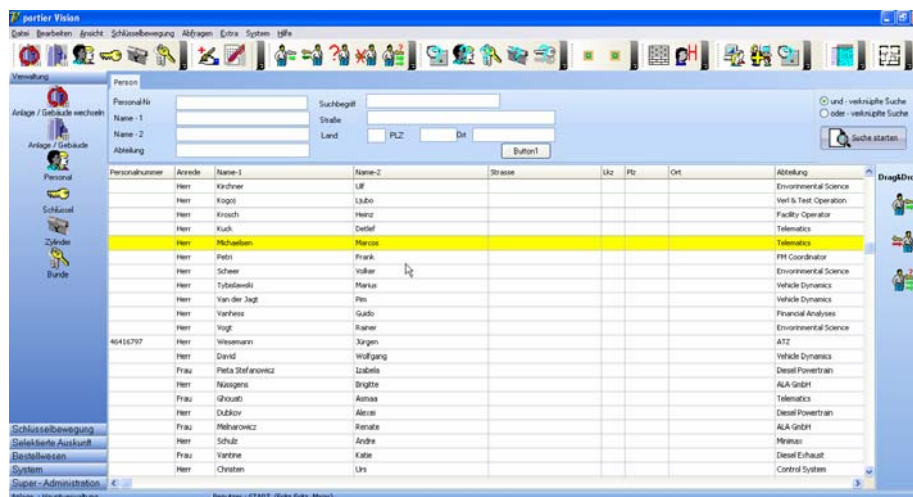 portier Vision
Datei Bearbeiten Ansicht Schlüsselbewegung Abfragen Extra System Hilfe
Verwaltung
Anlage / Gebäude wechseln
Anlage / Gebäude
Personal
Schlüssel
Zylinder
Bunde
Schlüsselbewegung
Selektierte Auskunft
Bestellwesen
System
Super - Administration
Person
Personal-Nr
Name - 1
Name - 2
Abteilung
Suchbegriff
Straße
Land PLZ Ort
Button1
und - verknüpfte Suche
oder - verknüpfte Suche
Suche starten
Personalnummer Anrede Name-1 Name-2 Strasse Lkz Plz Ort Abteilung
Herr Kirchner Ulf Envorinmental Science
Herr Kogoj Ljubo Verl & Test Operation
Herr Krosch Heinz Facility Operator
Herr Kuck Detlef Telematics
Herr Michaelsen Marcos Telematics
Herr Petri Frank FM Coordinator
Herr Scheer Volker Envorinmental Science
Herr Tybislawski Marius Vehicle Dynamics
Herr Van der Jagt Pim Vehicle Dynamics
Herr Vanhess Guido Financial Analyses
Herr Vogt Rainer Envorinmental Science
46416797 Herr Wesemann Jürgen ATZ
Herr David Wolfgang Vehicle Dynamics
Frau Pieta Stefanowicz Izabela Diesel Powertrain
Herr Nüssgens Brigitte ALA GmbH
Frau Ghouati Asmaa Telematics
Herr Dubkov Alexei Diesel Powertrain
Frau Melnarowicz Renate ALA GmbH
Herr Schulz Andre Minimax
Frau Vantine Katie Diesel Exhaust
Herr Christen Urs Control System